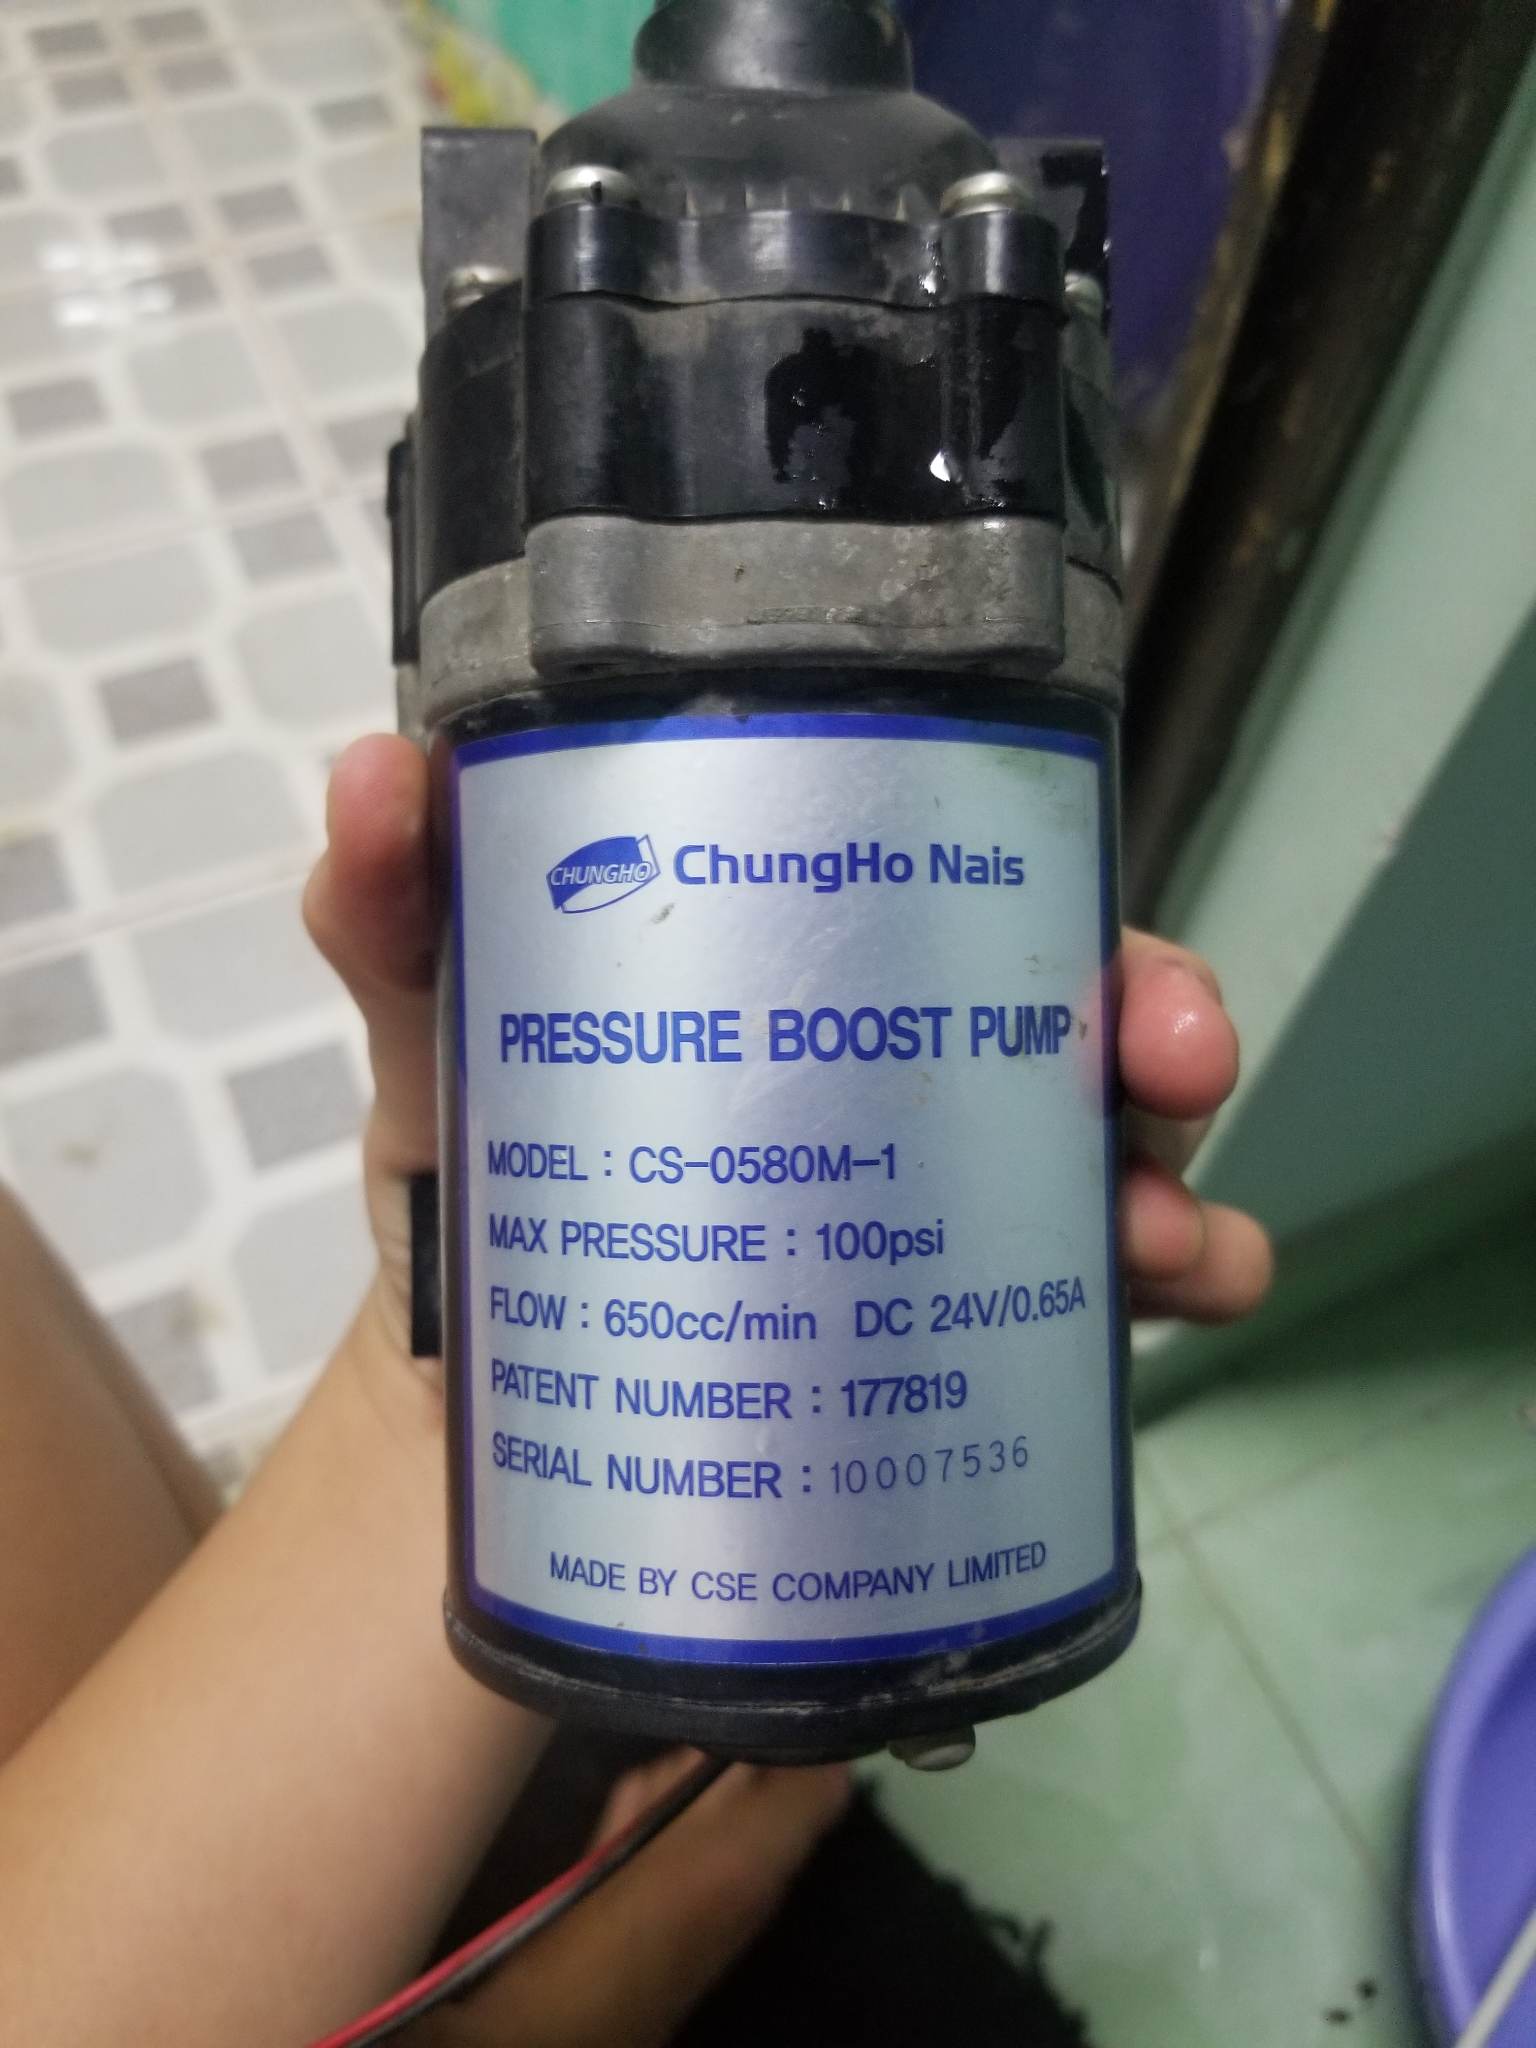 CHUNGHO ChungHo Nais
PRESSURE BOOST PUMP
MODEL : CS-0580M-1
MAX PRESSURE : 100psi
FLOW : 650cc/min DC 24V/0.65A
PATENT NUMBER : 177819
SERIAL NUMBER : 10007536
MADE BY CSE COMPANY LIMITED